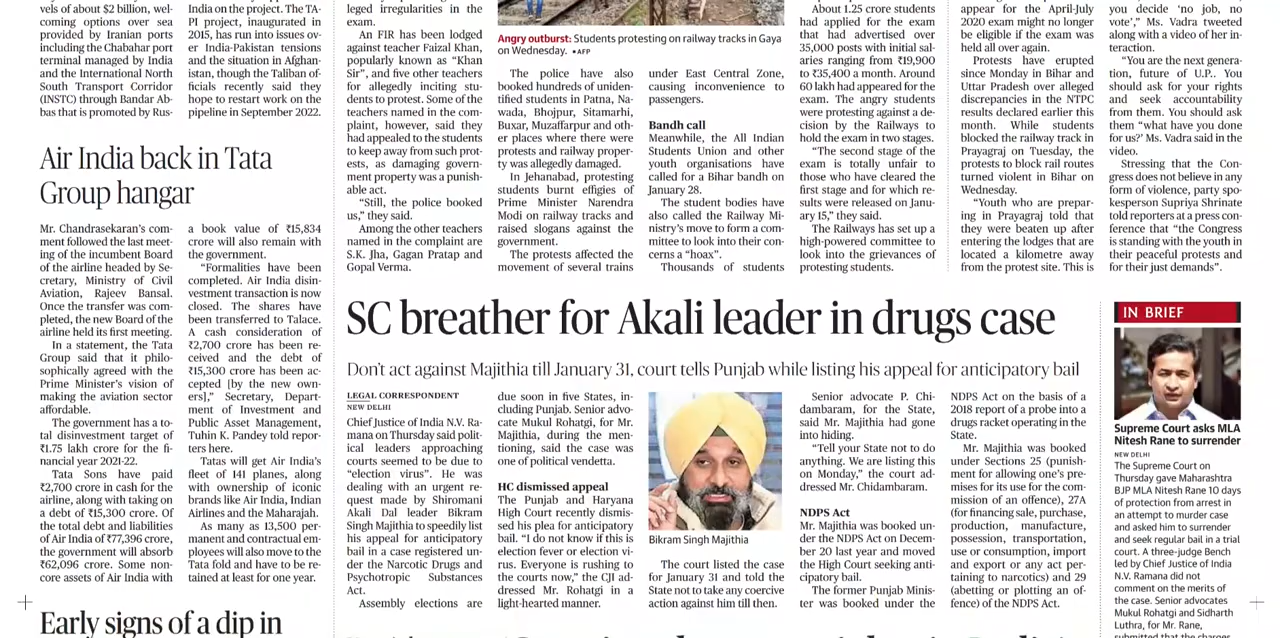 vels of about $2 billion, wel-
coming options over sea
provided by Iranian ports
including the Chabahar port
terminal managed by India
and the International North
South Transport Corridor
(INSTC) through Bandar Ab-
bas that is promoted by Rus-
India on the project. The TA-
PI project, inaugurated in
2015, has run into issues ov-
er India-Pakistan tensions
and the situation in Afghan-
istan, though the Taliban of-
ficials recently said they
hope to restart work on the
pipeline in September 2022.
Air India back in Tata
Group hangar
Mr. Chandrasekaran's com-
ment followed the last meet-
ing of the incumbent Board
of the airline headed by Se-
cretary, Ministry of Civil
Aviation, Rajeev Bansal.
Once the transfer was com-
pleted, the new Board of the
airline held its first meeting.
In a statement, the Tata
Group said that it philo-
sophically agreed with the
Prime Minister's vision of
making the aviation sector
affordable.
The government has a to-
tal disinvestment target of
₹1.75 lakh crore for the fi-
nancial year 2021-22.
Tata Sons have paid
₹2,700 crore in cash for the
airline, along with taking on
a debt of ₹15,300 crore. Of
the total debt and liabilities
of Air India of ₹77,396 crore,
the government will absorb
₹62,096 crore. Some non-
core assets of Air India with
a book value of ₹15,834
crore will also remain with
the government.
"Formalities have been
completed. Air India disin-
vestment transaction is now
closed. The shares have
been transferred to Talace.
A cash consideration of
₹2,700 crore has been re-
ceived and the debt of
₹15,300 crore has been ac-
cepted [by the new own-
ers]," Secretary, Depart-
ment of Investment and
Public Asset Management,
Tuhin K. Pandey told repor-
ters here.
Tatas will get Air India's
fleet of 141 planes, along
with ownership of iconic
brands like Air India, Indian
Airlines and the Maharajah.
As many as 13,500 per-
manent and contractual em-
ployees will also move to the
Tata fold and have to be re-
tained at least for one year.
Early signs of a dip in
leged irregularities in the
exam.
An FIR has been lodged
against teacher Faizal Khan,
popularly known as "Khan
Sir", and five other teachers
for allegedly inciting stu-
dents to protest. Some of the
teachers named in the com-
plaint, however, said they
had appealed to the students
to keep away from such prot-
ests, as damaging govern-
ment property was a punish-
able act.
"Still, the police booked
us," they said.
Among the other teachers
named in the complaint are
S.K. Jha, Gagan Pratap and
Gopal Verma.
Angry outburst: Students protesting on railway tracks in Gaya
on Wednesday. •AFP
The police have also
booked hundreds of uniden-
tified students in Patna, Na-
wada, Bhojpur, Sitamarhi,
Buxar, Muzaffarpur and oth-
er places where there were
protests and railway proper-
ty was allegedly damaged.
In Jehanabad, protesting
students burnt effigies of
Prime Minister Narendra
Modi on railway tracks and
raised slogans against the
government.
The protests affected the
movement of several trains
under East Central Zone,
causing inconvenience to
passengers.
Bandh call
Meanwhile, the All Indian
Students Union and other
youth organisations have
called for a Bihar bandh on
January 28.
The student bodies have
also called the Railway Mi-
nistry's move to form a com-
mittee to look into their con-
cerns a "hoax".
Thousands of students
About 1.25 crore students
had applied for the exam
that had advertised over
35,000 posts with initial sal-
aries ranging from ₹19,900
to ₹35,400 a month. Around
60 lakh had appeared for the
exam. The angry students
were protesting against a de-
cision by the Railways to
hold the exam in two stages.
"The second stage of the
exam is totally unfair to
those who have cleared the
first stage and for which re-
sults were released on Janu-
ary 15," they said.
The Railways has set up a
high-powered committee to
look into the grievances of
protesting students.
appear for the April-July
2020 exam might no longer
be eligible if the exam was
held all over again.
Protests have erupted
since Monday in Bihar and
Uttar Pradesh over alleged
discrepancies in the NTPC
results declared earlier this
month. While students
blocked the railway track in
Prayagraj on Tuesday, the
protests to block rail routes
turned violent in Bihar on
Wednesday.
"Youth who are prepar-
ing in Prayagraj told that
they were beaten up after
entering the lodges that are
located a kilometre away
from the protest site. This is
you decide 'no job, no
vote'," Ms. Vadra tweeted
along with a video of her in-
teraction.
"You are the next genera-
tion, future of U.P.. You
should ask for your rights
and seek accountability
from them. You should ask
them "what have you done
for us?' Ms. Vadra said in the
video.
Stressing that the Con-
gress does not believe in any
form of violence, party spo-
kesperson Supriya Shrinate
told reporters at a press con-
ference that "the Congress
is standing with the youth in
their peaceful protests and
for their just demands".
SC breather for Akali leader in drugs case
Don't act against Majithia till January 31, court tells Punjab while listing his appeal for anticipatory bail
LEGAL CORRESPONDENT
NEW DELHI
Chief Justice of India N.V. Ra-
mana on Thursday said polit-
ical leaders approaching
courts seemed to be due to
"election virus". He was
dealing with an urgent re-
quest made by Shiromani
Akali Dal leader Bikram
Singh Majithia to speedily list
his appeal for anticipatory
bail in a case registered un-
der the Narcotic Drugs and
Psychotropic Substances
Act.
Assembly elections are
due soon in five States, in-
cluding Punjab. Senior advo-
cate Mukul Rohatgi, for Mr.
Majithia, during the men-
tioning, said the case was
one of political vendetta.
HC dismissed appeal
The Punjab and Haryana
High Court recently dismis-
sed his plea for anticipatory
bail. "I do not know if this is
election fever or election vi-
rus. Everyone is rushing to
the courts now," the CJI ad-
dressed Mr. Rohatgi in a
light-hearted manner.
Bikram Singh Majithia
The court listed the case
for January 31 and told the
State not to take any coercive
action against him till then.
Senior advocate P. Chi-
dambaram, for the State,
said Mr. Majithia had gone
into hiding.
"Tell your State not to do
anything. We are listing this
on Monday," the court ad-
dressed Mr. Chidambaram.
NDPS Act
Mr. Majithia was booked un-
der the NDPS Act on Decem-
ber 20 last year and moved
the High Court seeking anti-
cipatory bail.
The former Punjab Minis-
ter was booked under the
NDPS Act on the basis of a
2018 report of a probe into a
drugs racket operating in the
State.
Mr. Majithia was booked
under Sections 25 (punish-
ment for allowing one's pre-
mises for its use for the com-
mission of an offence), 27A
(for financing sale, purchase,
production, manufacture,
possession, transportation,
use or consumption, import
and export or any act per-
taining to narcotics) and 29
(abetting or plotting an of-
fence) of the NDPS Act.
IN BRIEF
Supreme Court asks MLA
Nitesh Rane to surrender
NEW DELHI
The Supreme Court on
Thursday gave Maharashtra
BJP MLA Nitesh Rane 10 days
of protection from arrest in
an attempt to murder case
and asked him to surrender
and seek regular bail in a trial
court. A three-judge Bench
led by Chief Justice of India
N.V. Ramana did not
comment on the merits of
the case. Senior advocates
Mukul Rohatgi and Sidharth
Luthra, for Mr. Rane,
submitted that the charges